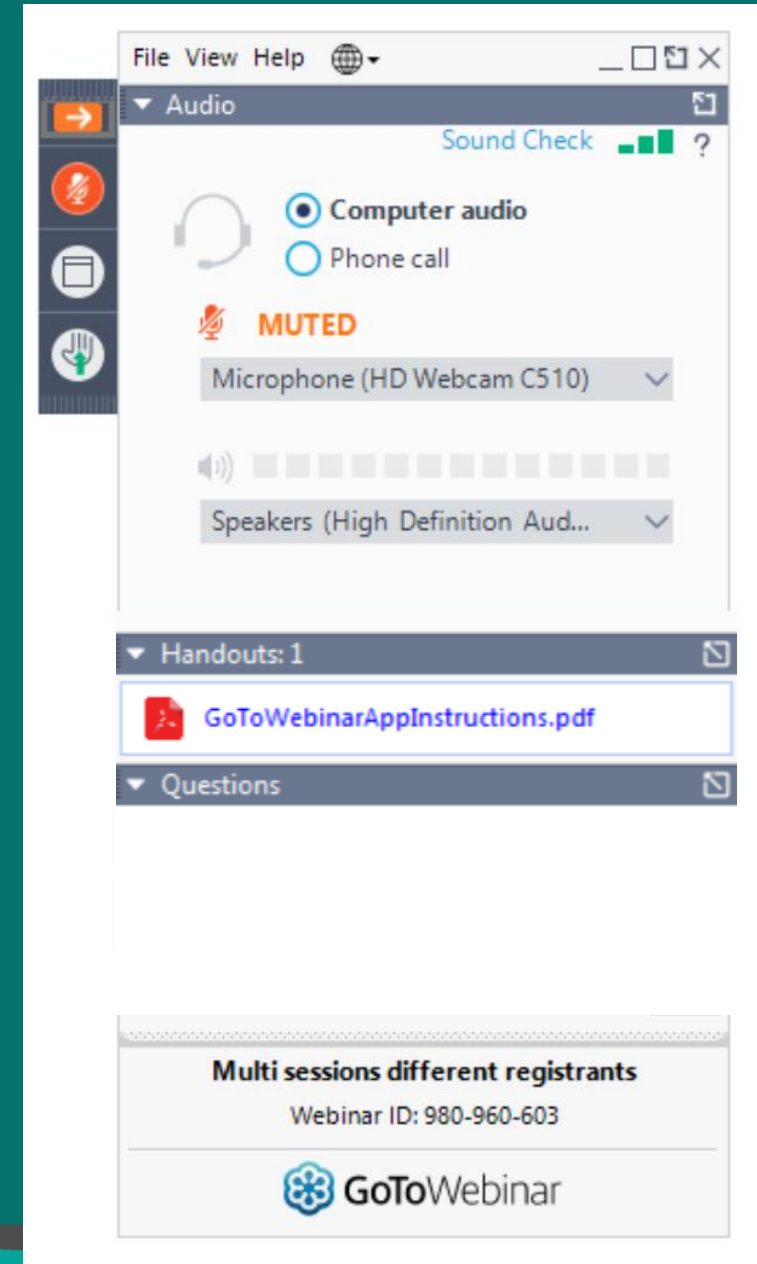 File View Help
Audio
Sound Check ?
Computer audio
Phone call
MUTED
Microphone (HD Webcam C510)
Speakers (High Definition Aud...
Handouts: 1
GoToWebinarAppInstructions.pdf
Questions
Multi sessions different registrants
Webinar ID: 980-960-603
GoToWebinar